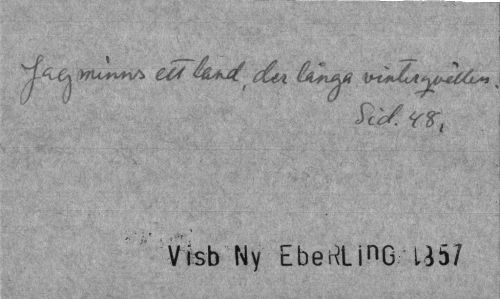 Jag minns ett land, der långa vinterqvällen.
Sid. 48,
Visb Ny EbeRLinG 1857